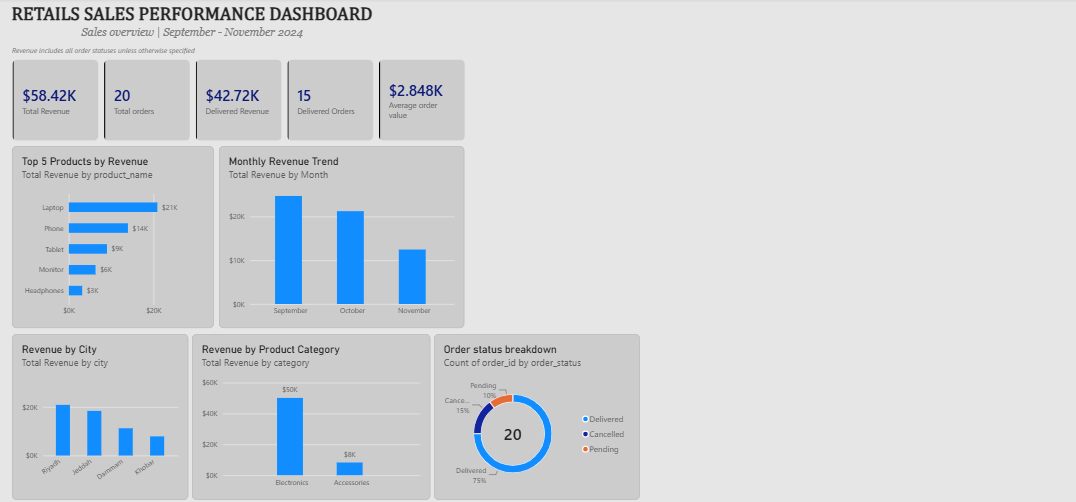 RETAILS SALES PERFORMANCE DASHBOARD
Sales overview | September - November 2024
Revenue includes all order statuses unless otherwise specified
$58.42K
Total Revenue
20
Total orders
$42.72K
Delivered Revenue
15
Delivered Orders
$2.848K
Average order
value
Top 5 Products by Revenue
Total Revenue by product_name
Laptop $21K
Phone $14K
Tablet $9K
Monitor $6K
Headphones $3K
$0K $20K
Monthly Revenue Trend
Total Revenue by Month
$20K
$10K
$0K
September October November
Revenue by City
Total Revenue by city
$20K
$0K
Riyadh Jeddah Dammam Khobar
Revenue by Product Category
Total Revenue by category
$60K
$50K
$40K
$20K
$8K
$0K
Electronics Accessories
Order status breakdown
Count of order_id by order_status
Pending
10%
Cance...
15%
20
Delivered
75%
Delivered
Cancelled
Pending